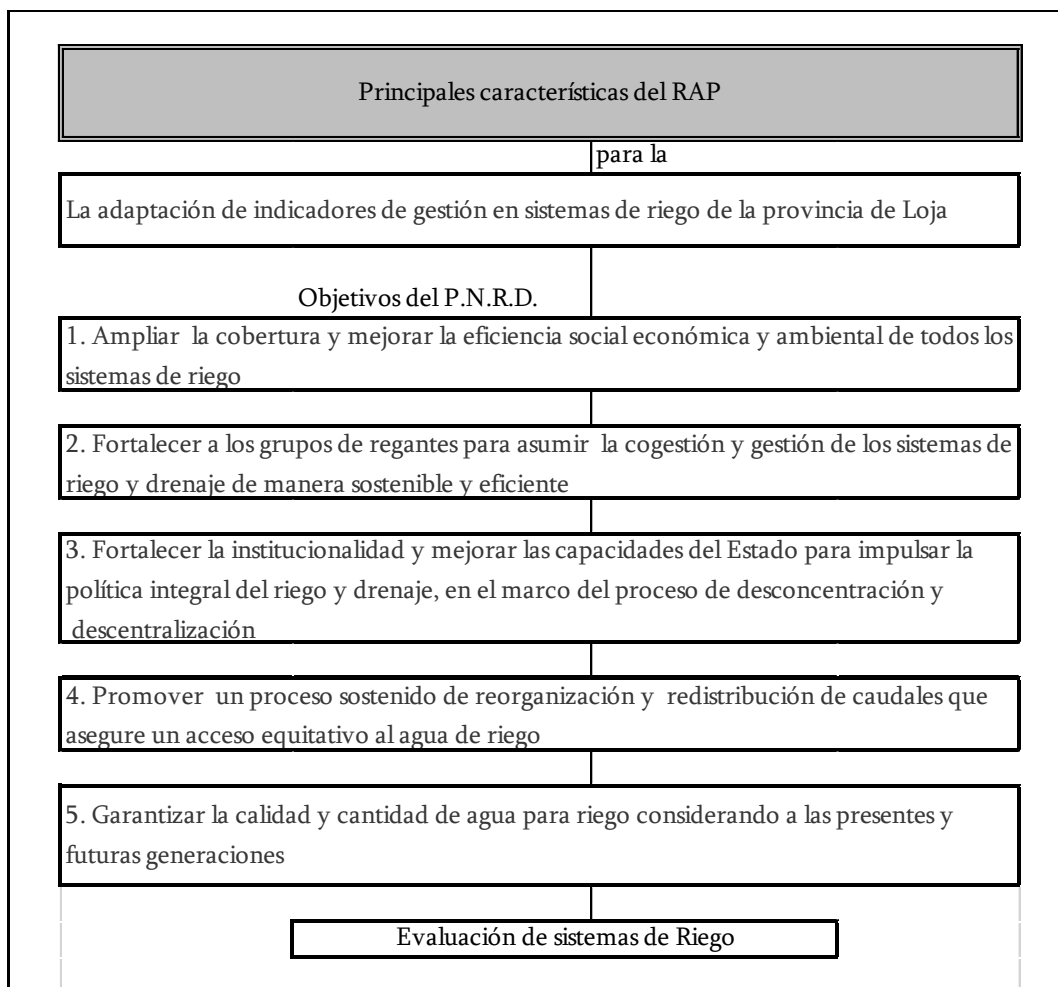 Principales características del RAP
para la
La adaptación de indicadores de gestión en sistemas de riego de la provincia de Loja
Objetivos del P.N.R.D.
1. Ampliar la cobertura y mejorar la eficiencia social económica y ambiental de todos los
sistemas de riego
2. Fortalecer a los grupos de regantes para asumir la cogestión y gestión de los sistemas de
riego y drenaje de manera sostenible y eficiente
3. Fortalecer la institucionalidad y mejorar las capacidades del Estado para impulsar la
política integral del riego y drenaje, en el marco del proceso de desconcentración y
descentralización
4. Promover un proceso sostenido de reorganización y redistribución de caudales que
asegure un acceso equitativo al agua de riego
5. Garantizar la calidad y cantidad de agua para riego considerando a las presentes y
futuras generaciones
Evaluación de sistemas de Riego